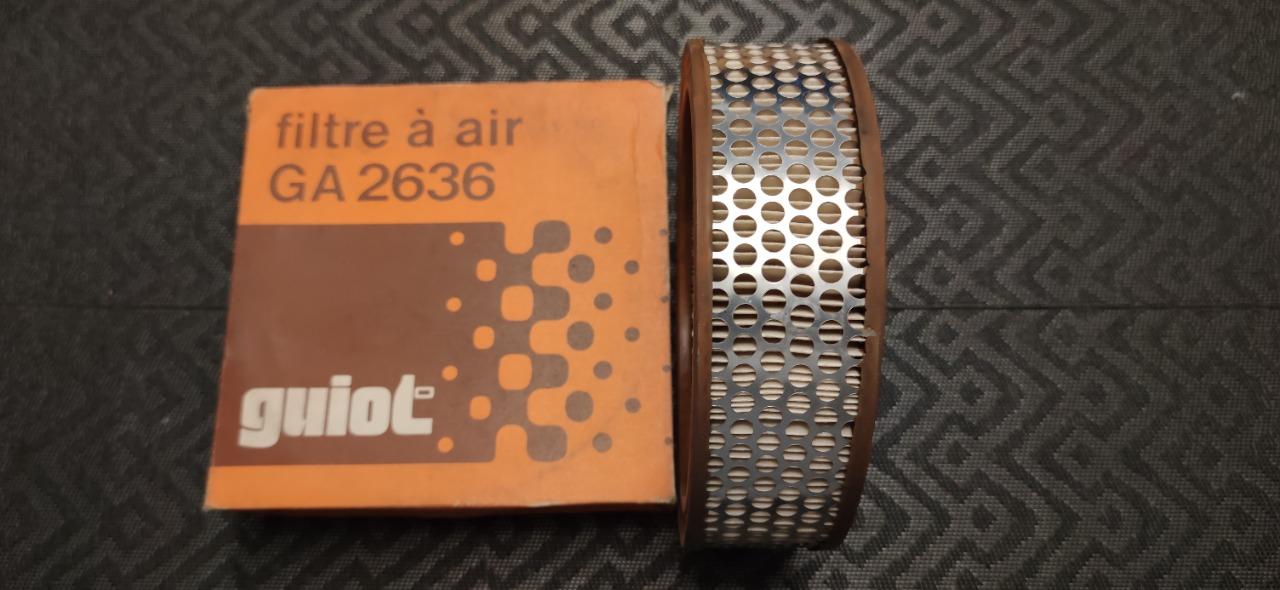 filtre à air
GA 2636
guiot